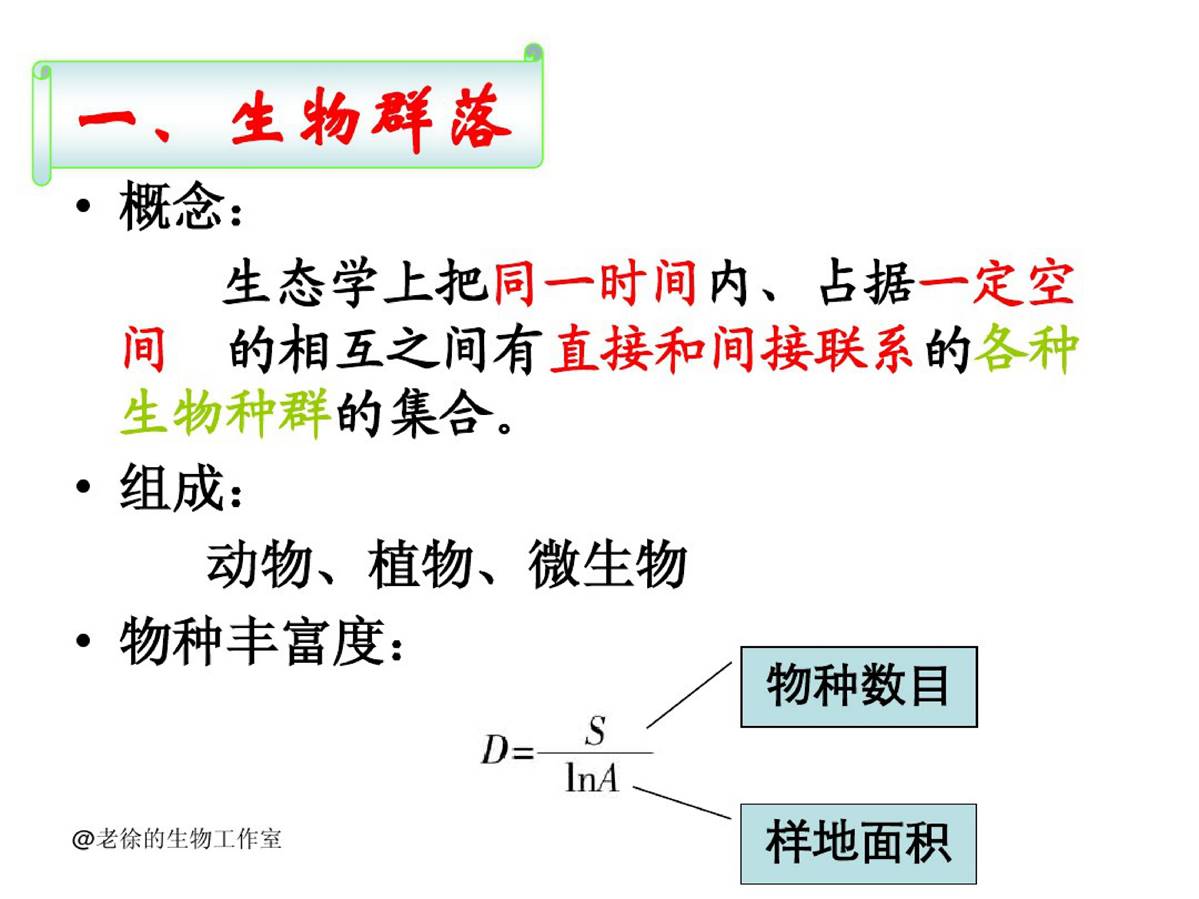 一、生物群落
• 概念：
生态学上把同一时间内、占据一定空
间 的相互之间有直接和间接联系的各种
生物种群的集合。
• 组成：
动物、植物、微生物
• 物种丰富度：
物种数目
D=S/lnA
样地面积
@老徐的生物工作室